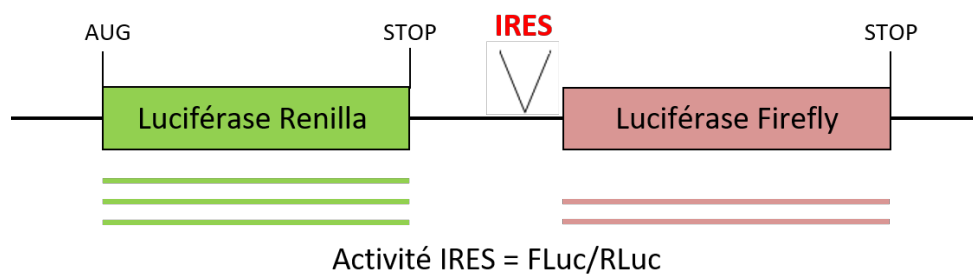 IRES
AUG
STOP
STOP
Luciférase Renilla
Luciférase Firefly
Activité IRES = FLuc/RLuc